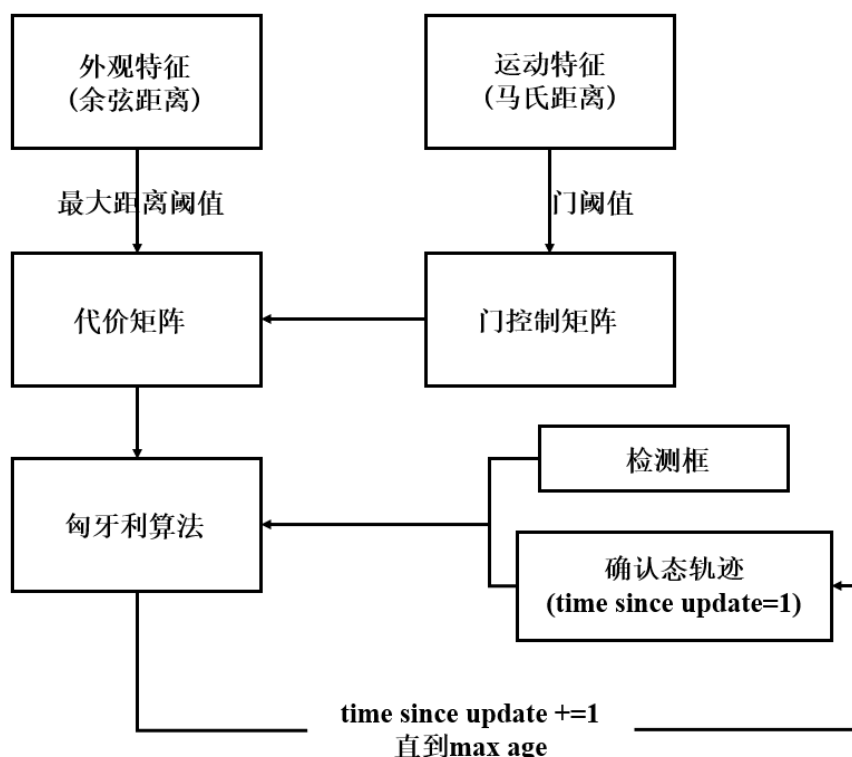 外观特征
(余弦距离)
运动特征
(马氏距离)
最大距离阈值
门阈值
代价矩阵
门控制矩阵
检测框
匈牙利算法
确认态轨迹
(time since update=1)
time since update +=1
直到max age